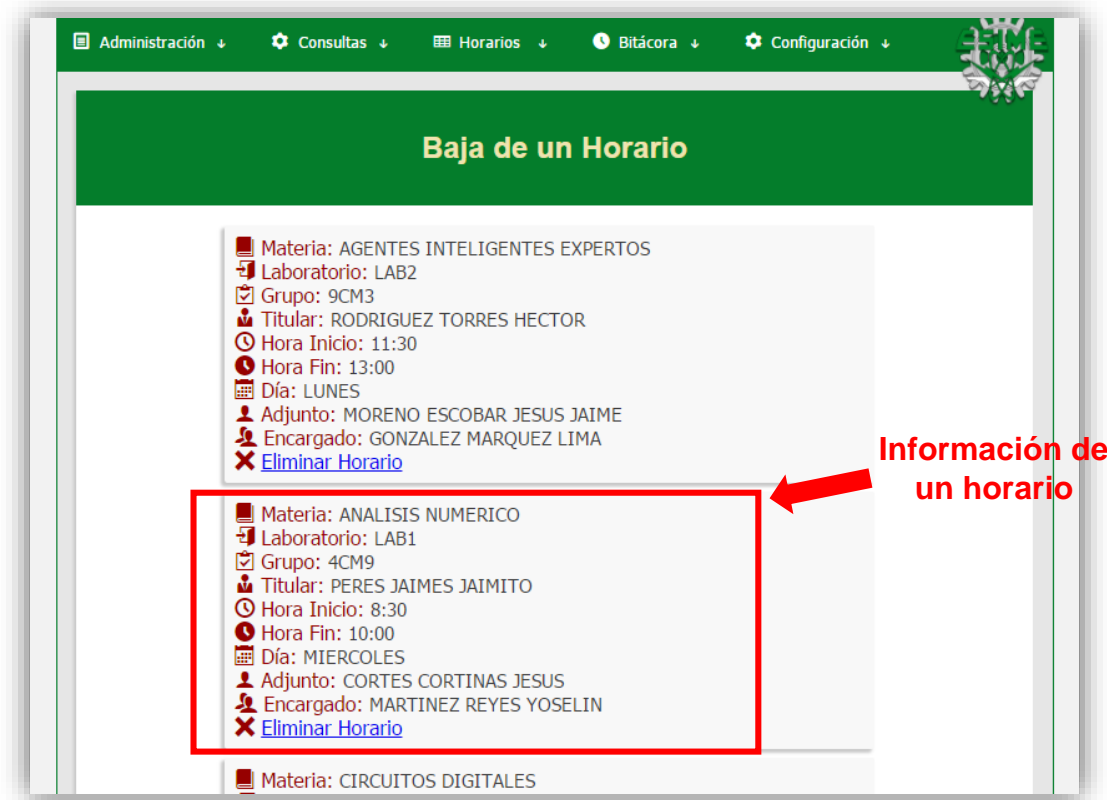 Administración ↓ Consultas ↓ Horarios ↓ Bitácora ↓ Configuración ↓
Baja de un Horario
Materia: AGENTES INTELIGENTES EXPERTOS
Laboratorio: LAB2
Grupo: 9CM3
Titular: RODRIGUEZ TORRES HECTOR
Hora Inicio: 11:30
Hora Fin: 13:00
Día: LUNES
Adjunto: MORENO ESCOBAR JESUS JAIME
Encargado: GONZALEZ MARQUEZ LIMA
Eliminar Horario
Información de
un horario
Materia: ANALISIS NUMERICO
Laboratorio: LAB1
Grupo: 4CM9
Titular: PERES JAIMES JAIMITO
Hora Inicio: 8:30
Hora Fin: 10:00
Día: MIERCOLES
Adjunto: CORTES CORTINAS JESUS
Encargado: MARTINEZ REYES YOSELIN
Eliminar Horario
Materia: CIRCUITOS DIGITALES